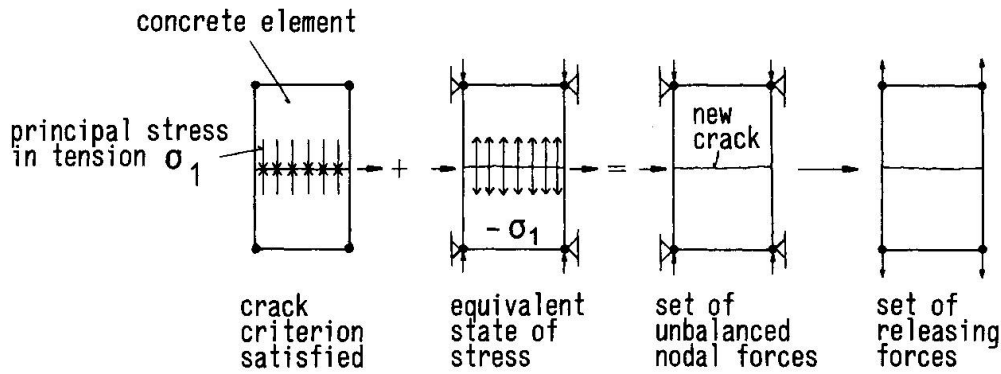 concrete element
principal stress
in tension σ1
+
=
new
crack
-σ1
crack
criterion
satisfied
equivalent
state of
stress
set of
unbalanced
nodal forces
set of
releasing
forces